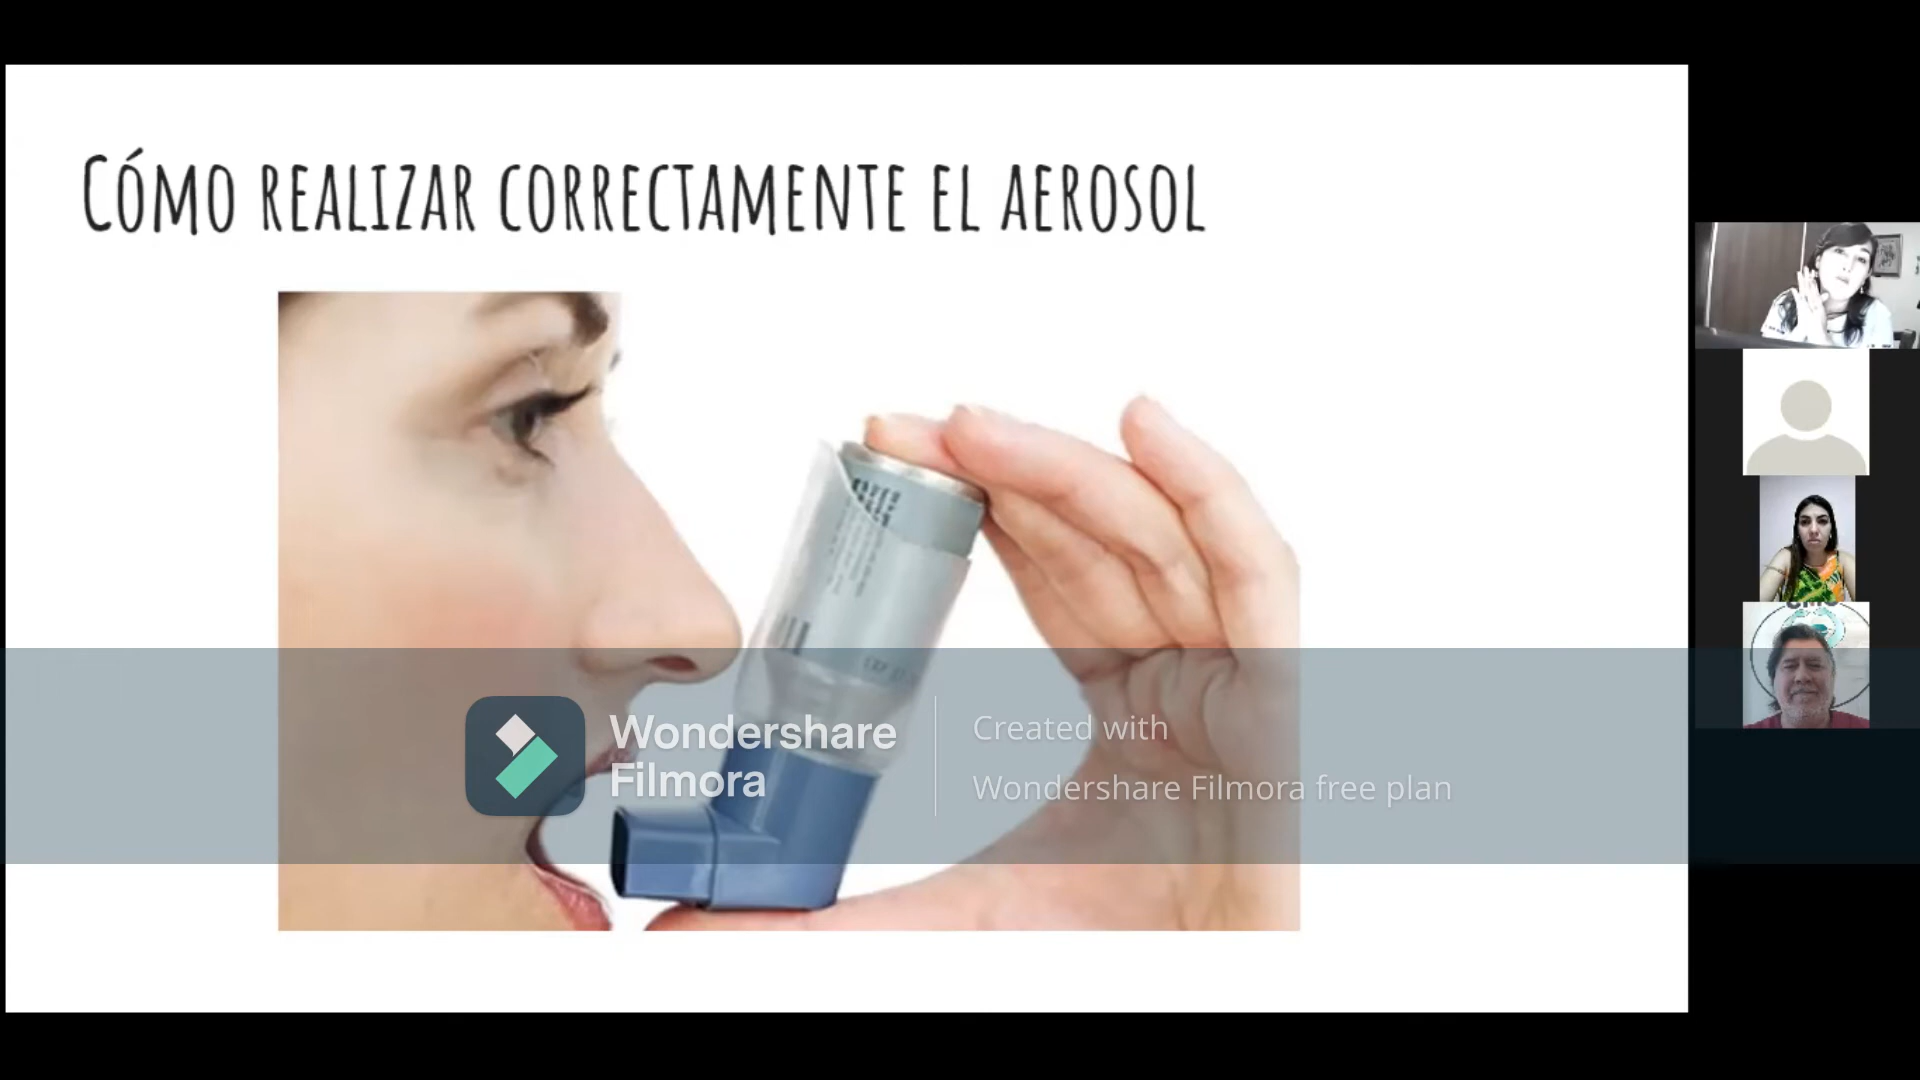 CÓMO REALIZAR CORRECTAMENTE EL AEROSOL
Wondershare
Filmora
Created with
Wondershare Filmora free plan